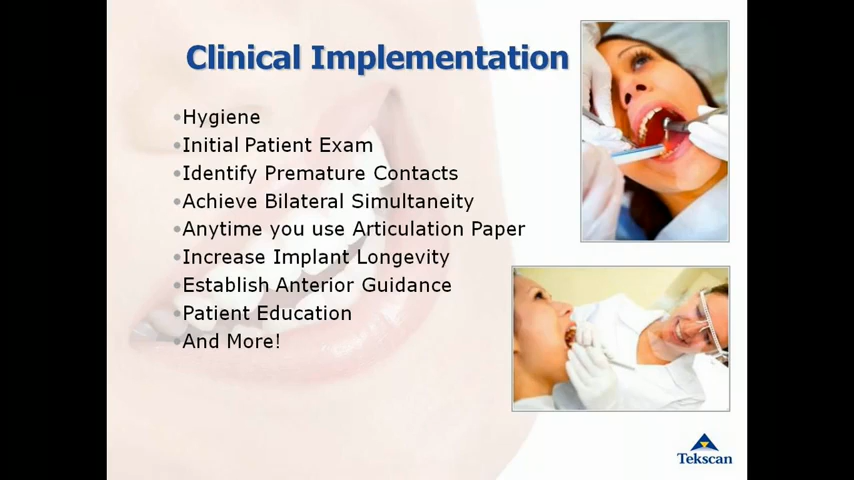 Clinical Implementation
•Hygiene
•Initial Patient Exam
•Identify Premature Contacts
•Achieve Bilateral Simultaneity
•Anytime you use Articulation Paper
•Increase Implant Longevity
•Establish Anterior Guidance
•Patient Education
•And More!
Tekscan